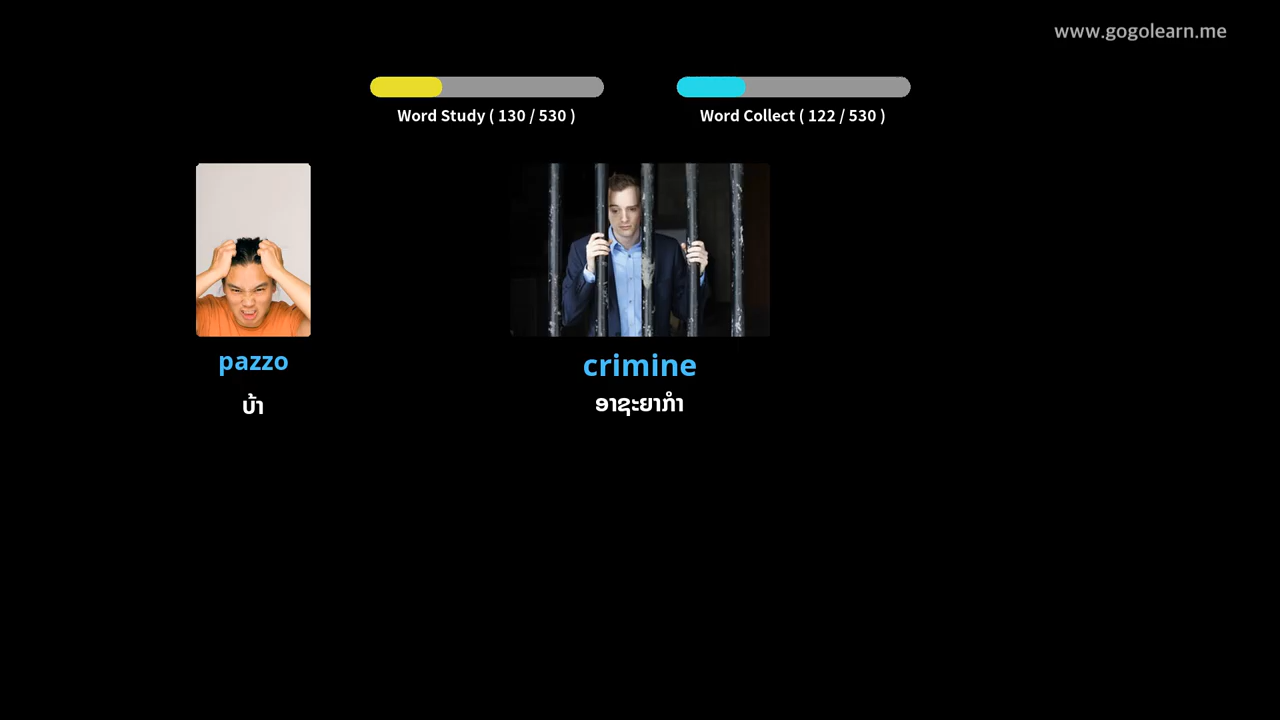 www.gogolearn.me
Word Study ( 130 / 530 )
Word Collect ( 122 / 530 )
pazzo
ບ້າ
crimine
ອາຊະຍາກຳ